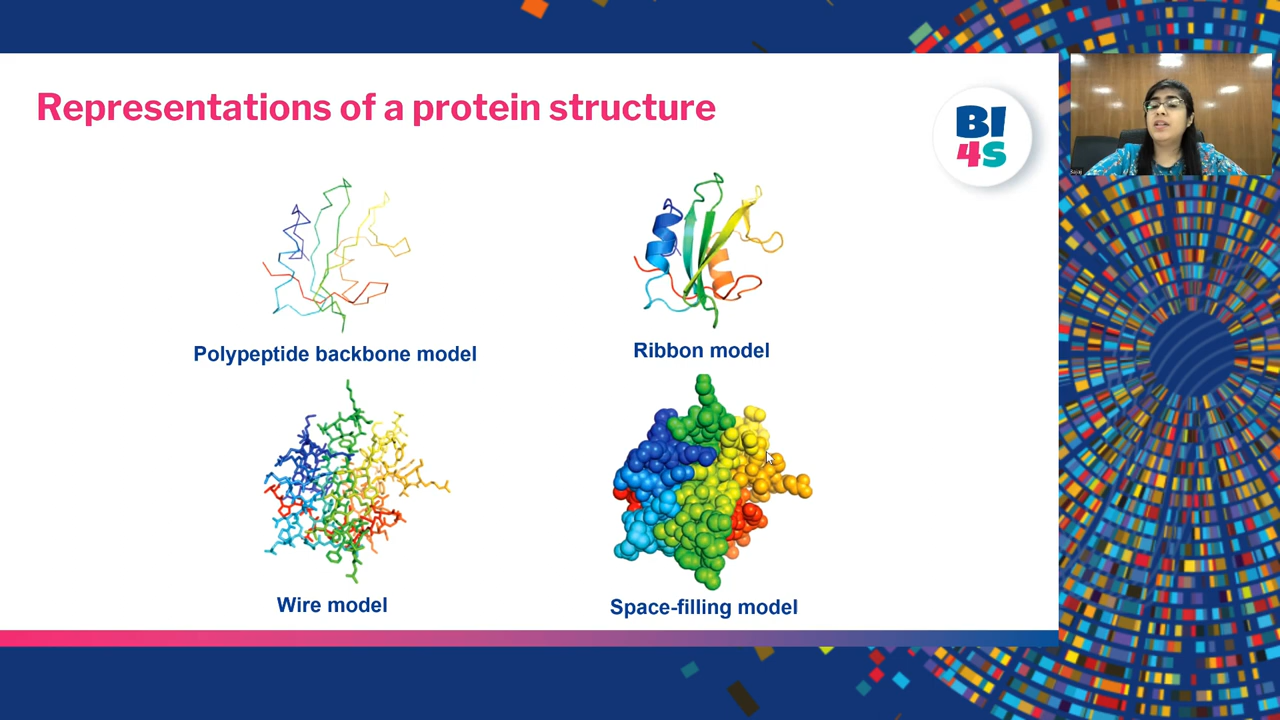 Representations of a protein structure
BI
4S
Polypeptide backbone model
Ribbon model
Wire model
Space-filling model